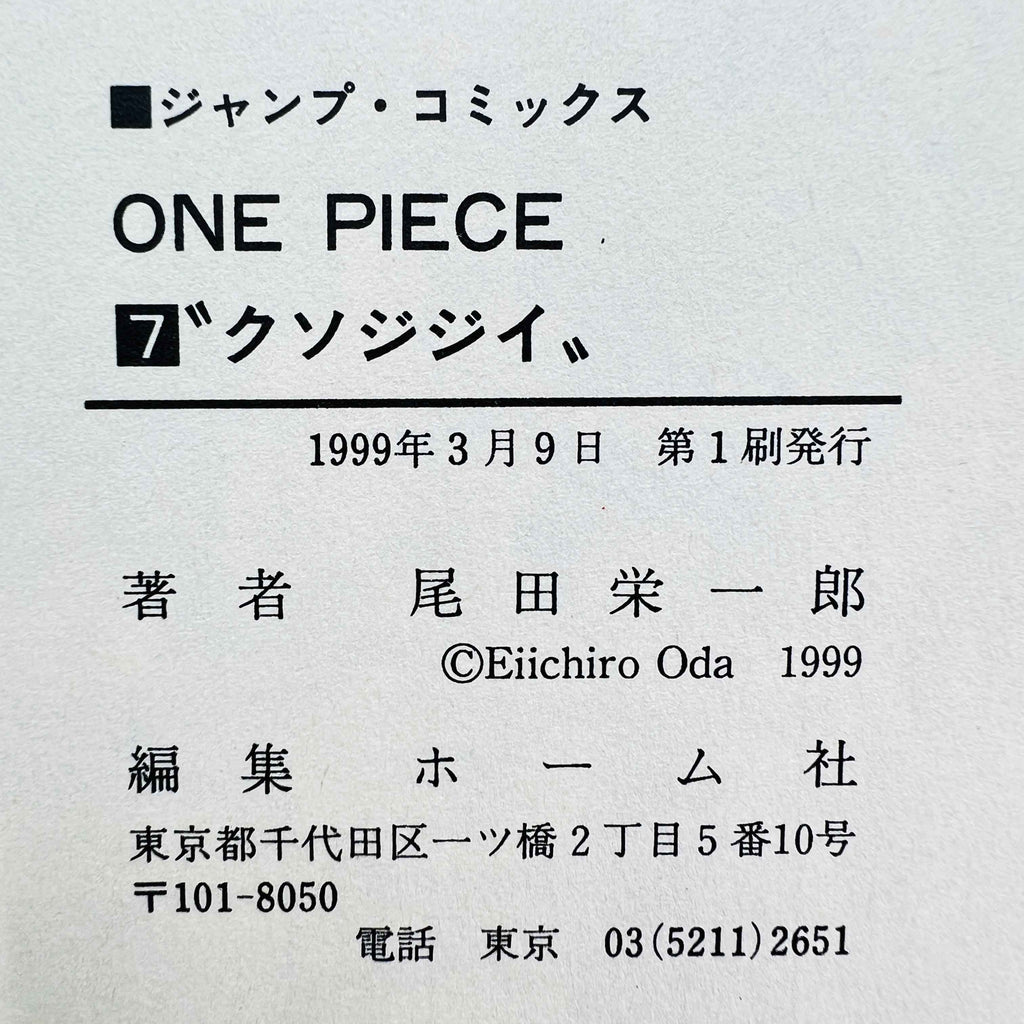 ■ジャンプ・コミックス
ONE PIECE
7〝クソジジイ〟
1999年3月9日 第1刷発行
著者 尾田栄一郎
©Eiichiro Oda 1999
編集 ホーム社
東京都千代田区一ツ橋2丁目5番10号
〒101-8050
電話 東京 03(5211)2651